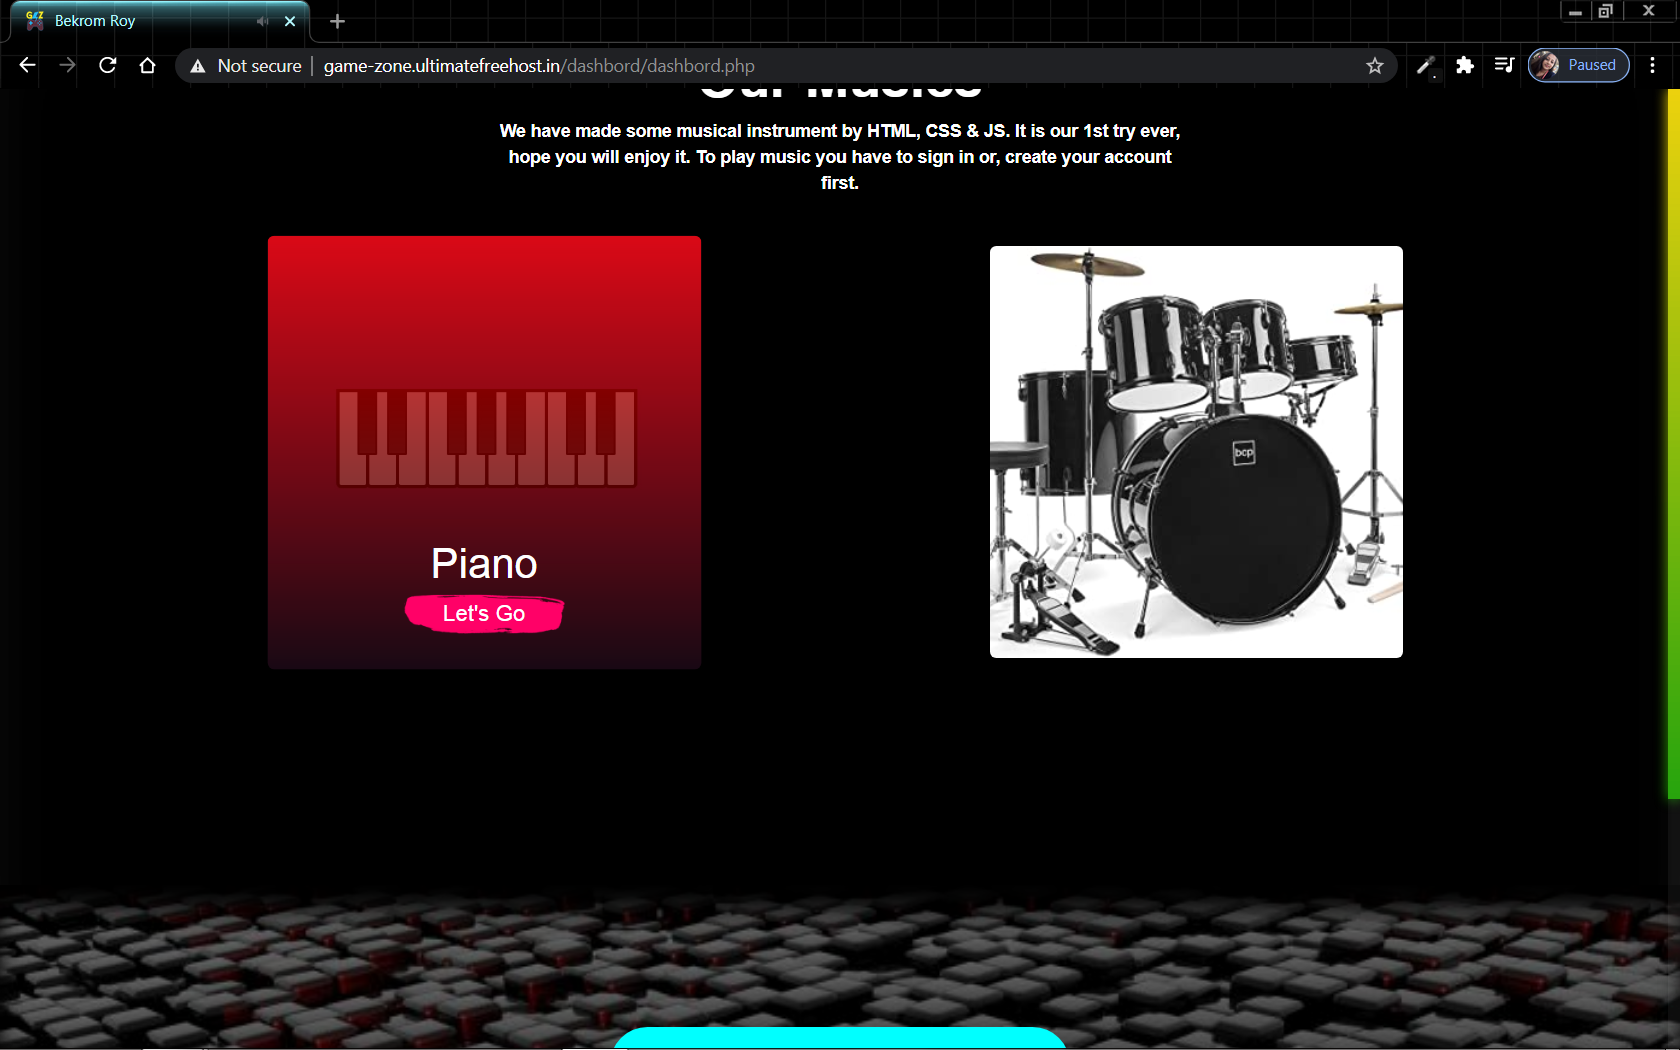 Bekrom Roy
Not secure
game-zone.ultimatefreehost.in/dashbord/dashbord.php
Paused
Our Musics
We have made some musical instrument by HTML, CSS & JS. It is our 1st try ever,
hope you will enjoy it. To play music you have to sign in or, create your account
first.
bcp
Piano
Let's Go